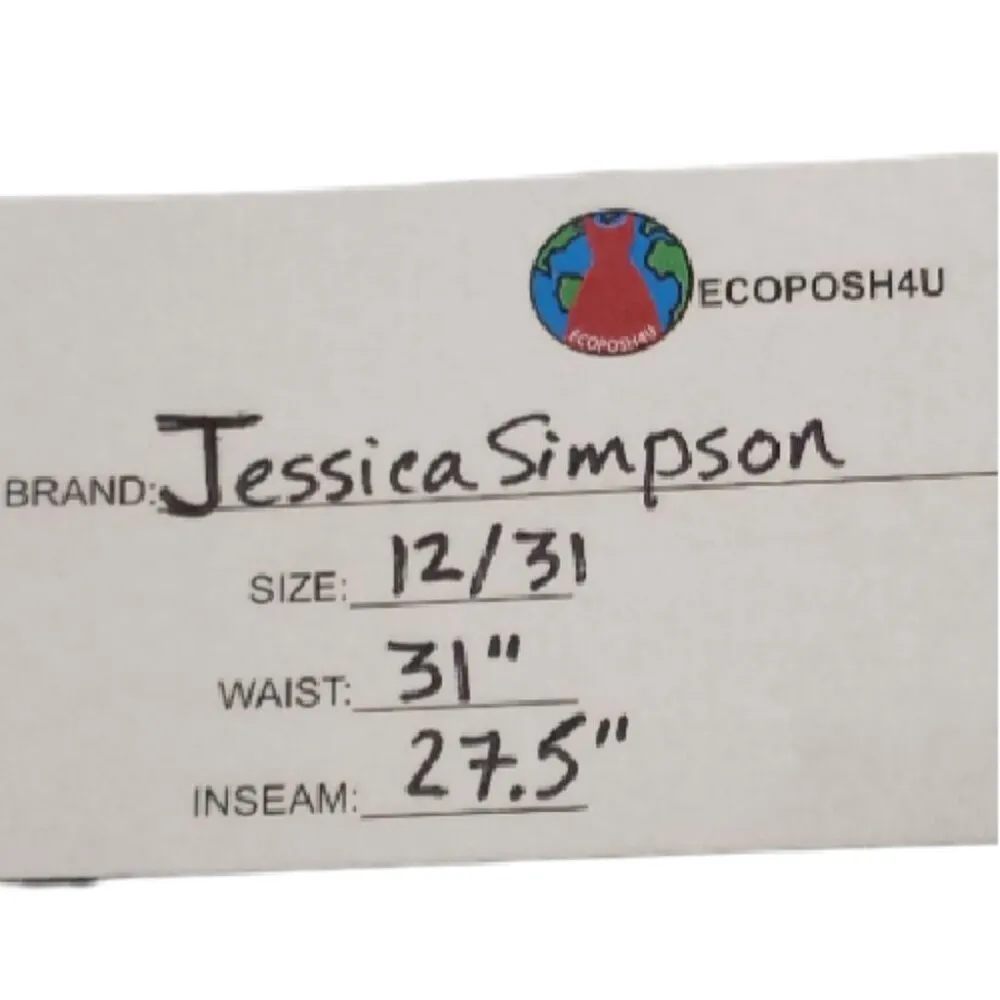 ECOPOSH4U
ECOPOSH4U
BRAND: Jessica Simpson
SIZE: 12/31
WAIST: 31"
INSEAM: 27.5"